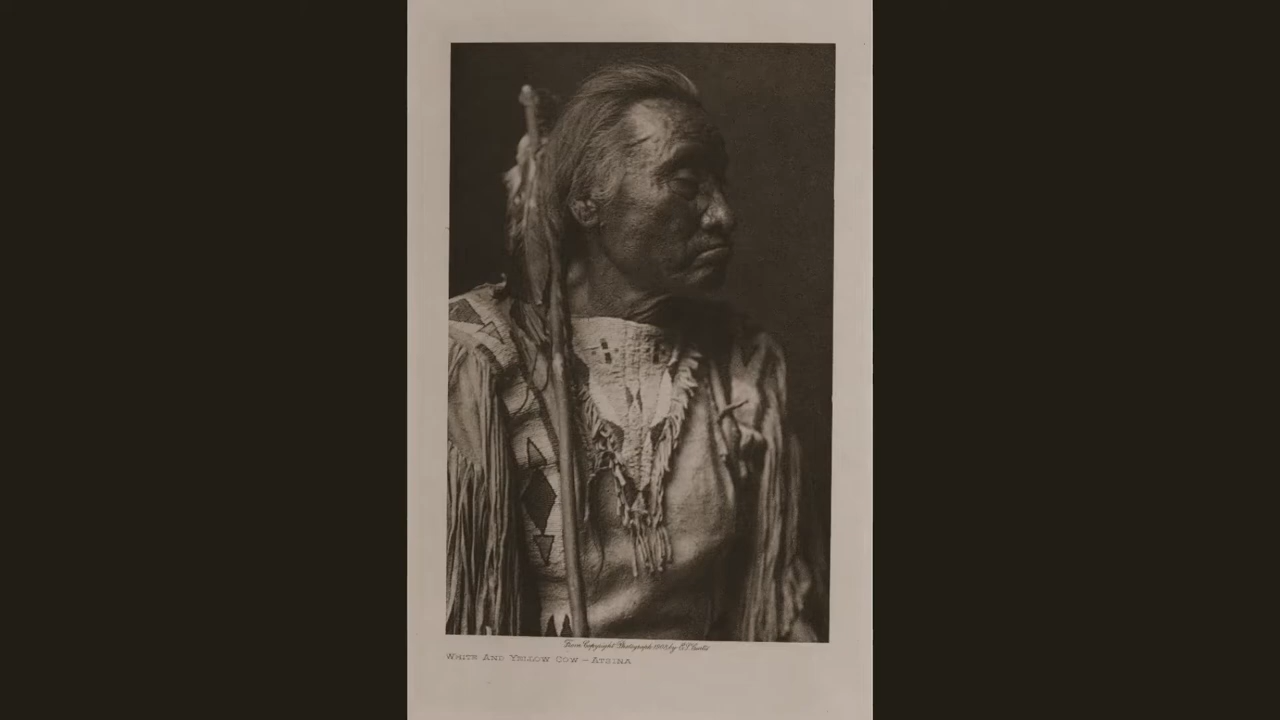 From Copyright Photograph 1908 by E.S. Curtis
White And Yellow Cow – Atsina